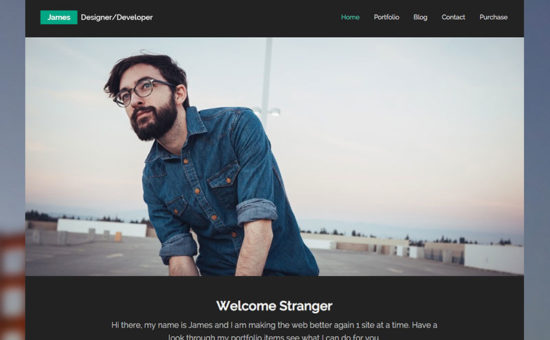 James Designer/Developer
Home Portfolio Blog Contact Purchase
Welcome Stranger
Hi there, my name is James and I am making the web better again 1 site at a time. Have a
look through my portfolio items see what I can do for you.